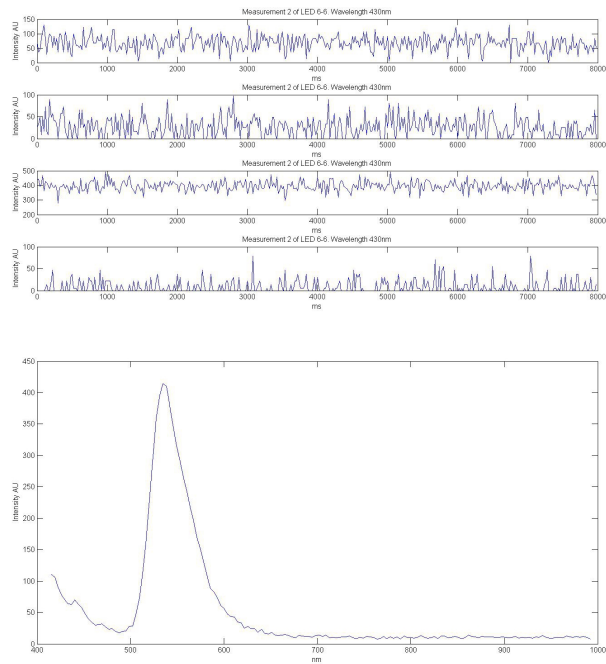 Measurement 2 of LED 6-6. Wavelength 430nm
150
100
50
0
Intensity AU
0 1000 2000 3000 4000 5000 6000 7000 8000
ms
Measurement 2 of LED 6-6. Wavelength 430nm
100
50
0
Intensity AU
0 1000 2000 3000 4000 5000 6000 7000 8000
ms
Measurement 2 of LED 6-6. Wavelength 430nm
500
400
300
200
Intensity AU
0 1000 2000 3000 4000 5000 6000 7000 8000
ms
Measurement 2 of LED 6-6. Wavelength 430nm
100
50
0
Intensity AU
0 1000 2000 3000 4000 5000 6000 7000 8000
ms
450
400
350
300
250
200
150
100
50
0
Intensity AU
400 500 600 700 800 900 1000
nm